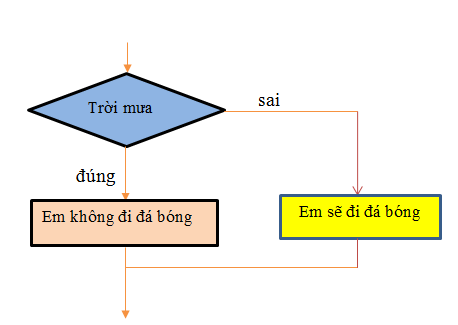 Trời mưa
sai
đúng
Em không đi đá bóng
Em sẽ đi đá bóng